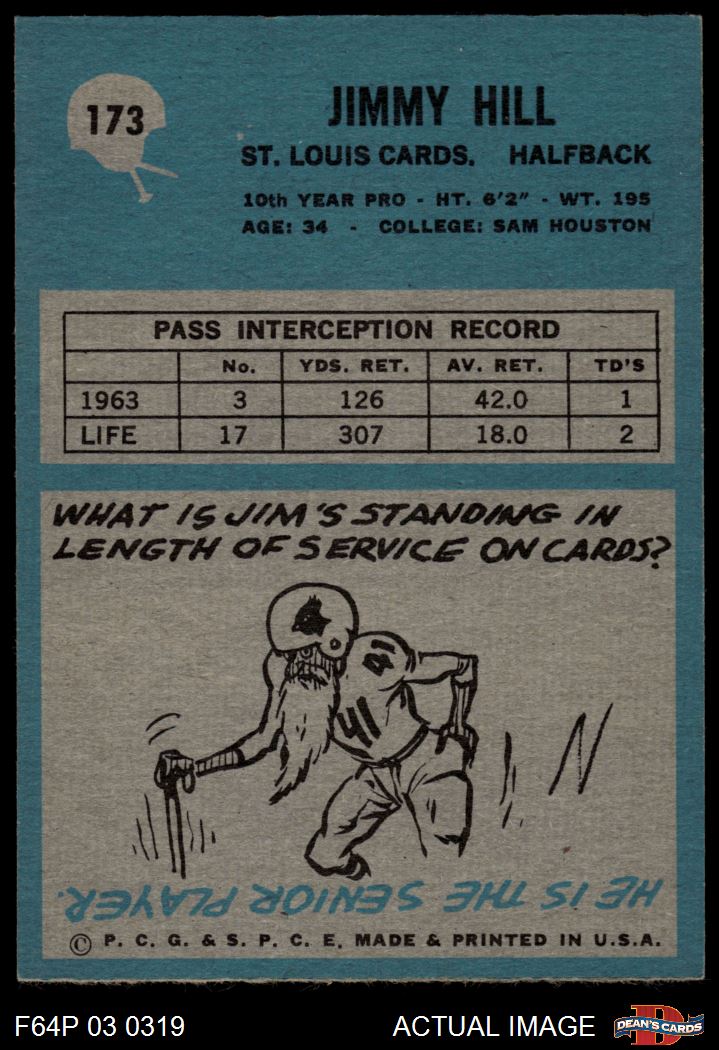 173
JIMMY HILL
ST. LOUIS CARDS. HALFBACK
10th YEAR PRO - HT. 6'2" - WT. 195
AGE: 34 - COLLEGE: SAM HOUSTON
PASS INTERCEPTION RECORD
No. YDS. RET. AV. RET. TD'S
1963 3 126 42.0 1
LIFE 17 307 18.0 2
WHAT IS JIM'S STANDING IN
LENGTH OF SERVICE ON CARDS?
41
41
HE IS THE SENIOR PLAYER.
© P. C. G. & S. P. C. E. MADE & PRINTED IN U.S.A.
F64P 03 0319 ACTUAL IMAGE D DEAN'S CARDS